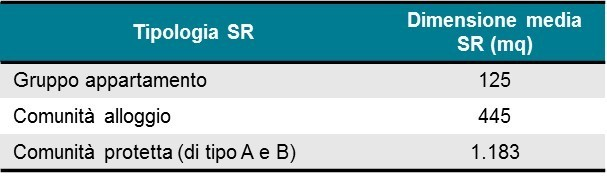 Tipologia SR
Dimensione media
SR (mq)
Gruppo appartamento 125
Comunità alloggio 445
Comunità protetta (di tipo A e B) 1.183